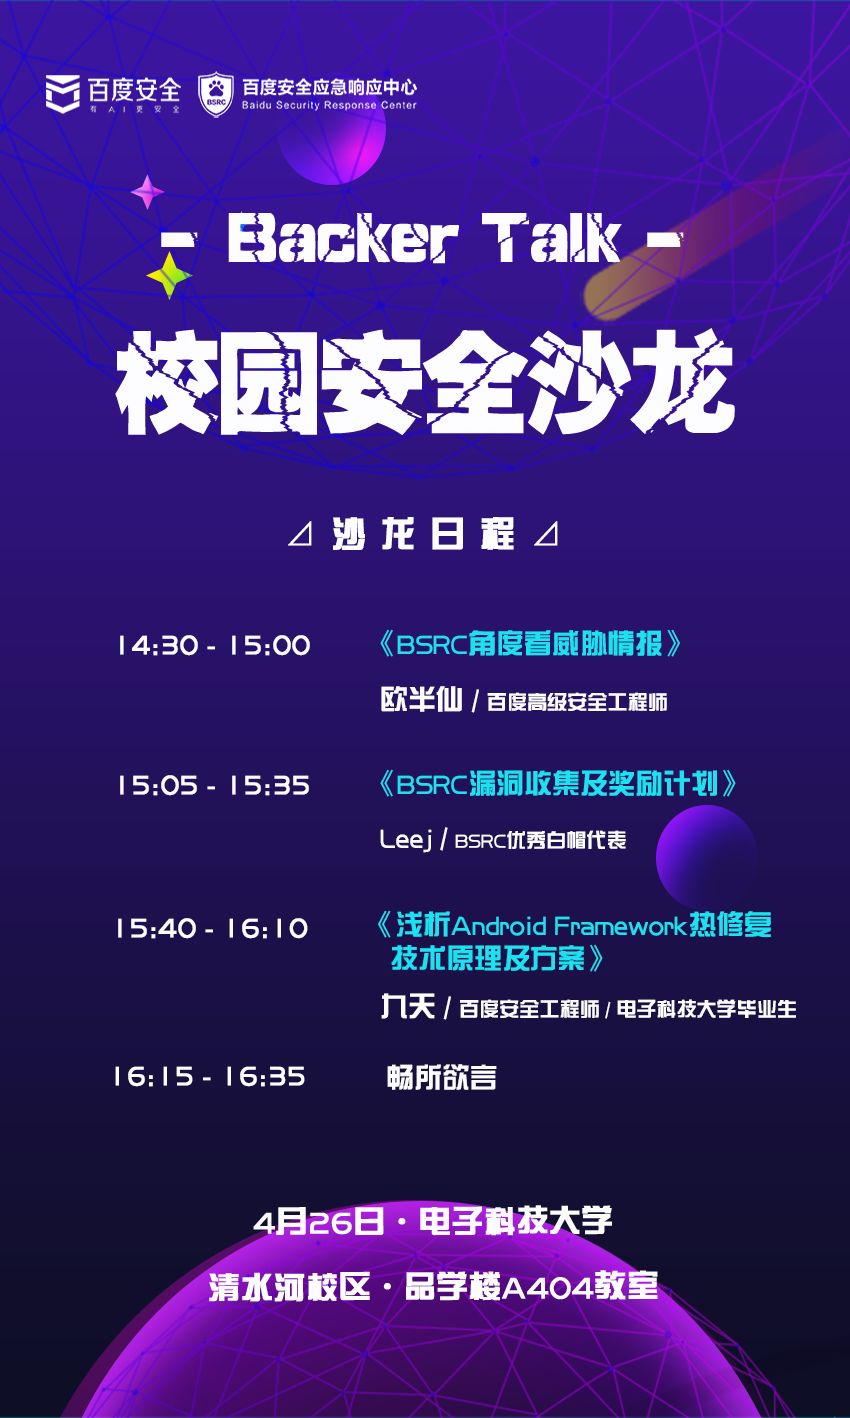 百度安全
有AI更安全
BSRC
百度安全应急响应中心
Baidu Security Response Center
- Backer Talk -
校园安全沙龙
沙龙日程
14:30 - 15:00
《BSRC角度看威胁情报》
欧半仙 / 百度高级安全工程师
15:05 - 15:35
《BSRC漏洞收集及奖励计划》
Leej / BSRC优秀白帽代表
15:40 - 16:10
《浅析Android Framework热修复
技术原理及方案》
九天 / 百度安全工程师 / 电子科技大学毕业生
16:15 - 16:35
畅所欲言
4月26日·电子科技大学
清水河校区·品学楼A404教室